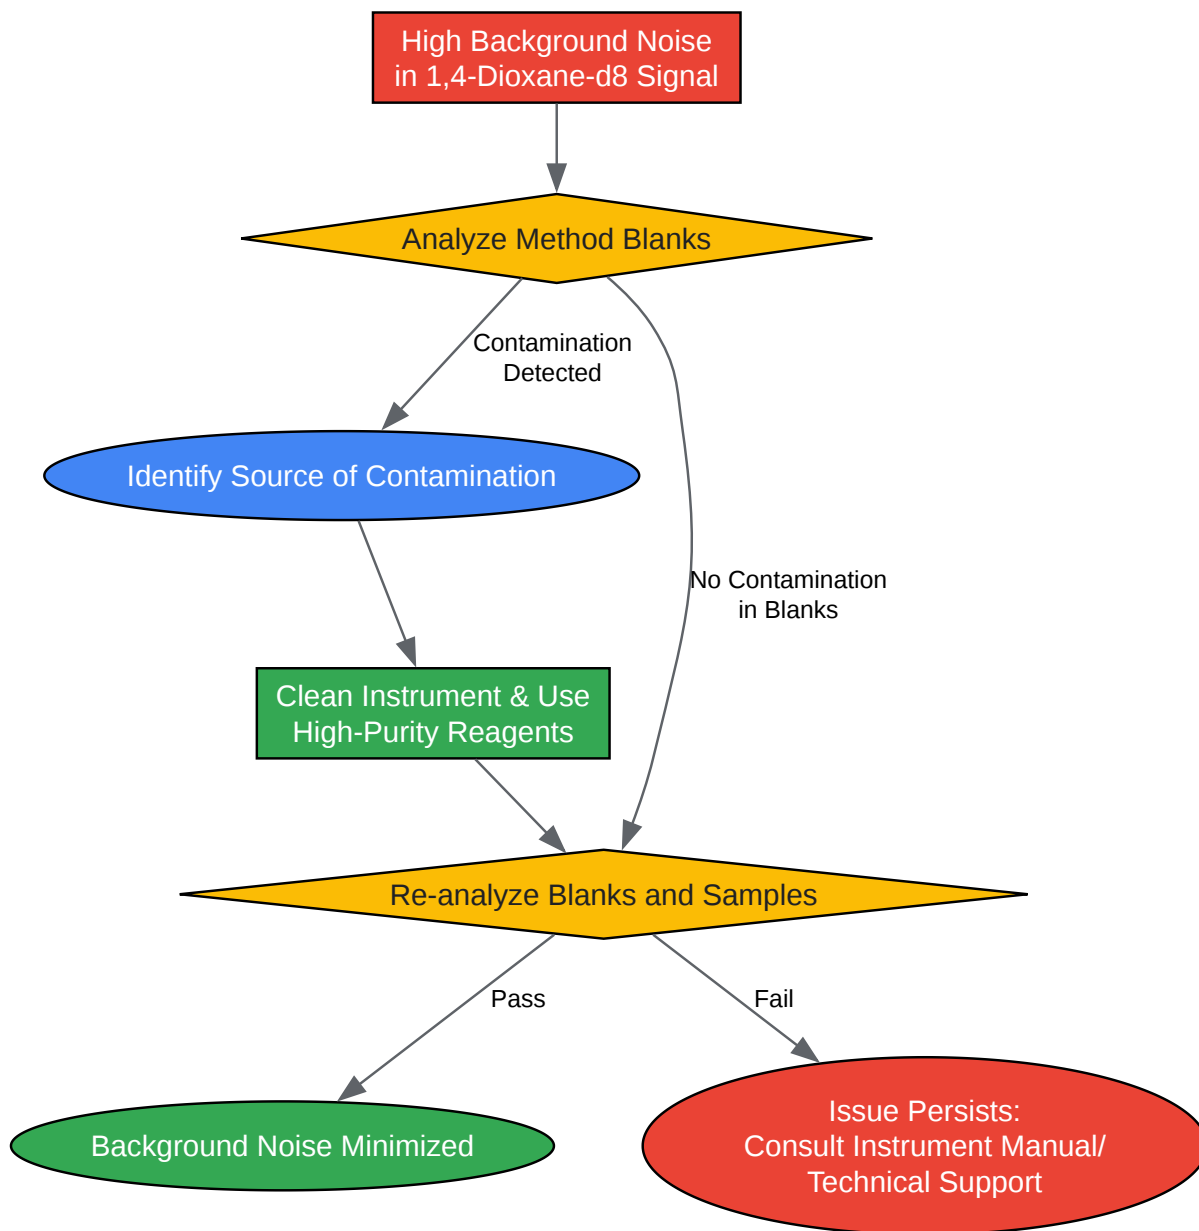 High Background Noise
in 1,4-Dioxane-d8 Signal
Analyze Method Blanks
Contamination
Detected
Identify Source of Contamination
No Contamination
in Blanks
Clean Instrument & Use
High-Purity Reagents
Re-analyze Blanks and Samples
Pass
Fail
Background Noise Minimized
Issue Persists:
Consult Instrument Manual/
Technical Support